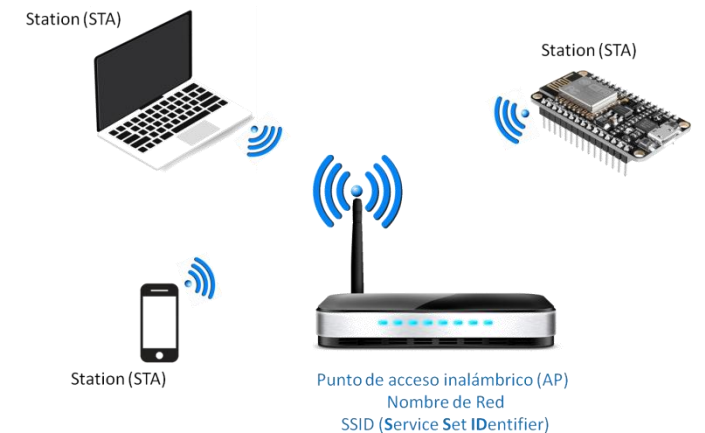 Station (STA)
Station (STA)
Station (STA)
Punto de acceso inalámbrico (AP)
Nombre de Red
SSID (Service Set IDentifier)